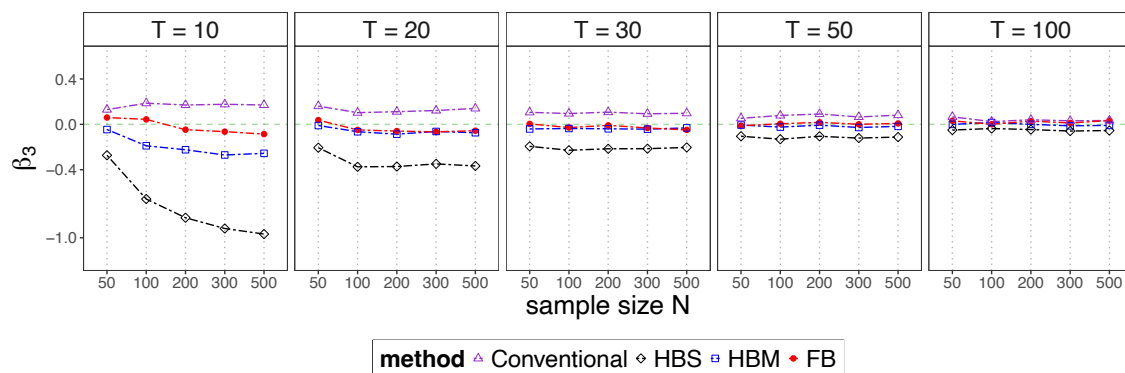 T = 10 T = 20 T = 30 T = 50 T = 100
0.4
0.0
−0.4
−1.0
β3
50 100 200 300 500 50 100 200 300 500 50 100 200 300 500 50 100 200 300 500 50 100 200 300 500
sample size N
method Conventional HBS HBM FB